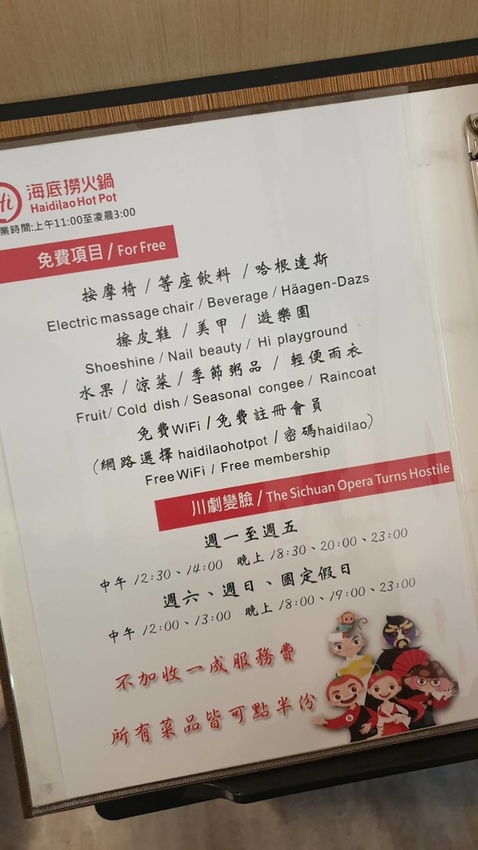 Hi 海底撈火鍋
Haidilao Hot Pot
業時間:上午11:00至凌晨3:00
免費項目 / For Free
按摩椅 / 等座飲料 / 哈根達斯
Electric massage chair / Beverage / Häagen-Dazs
擦皮鞋 / 美甲 / 遊樂園
Shoeshine / Nail beauty / Hi playground
水果 / 涼菜 / 季節粥品 / 輕便雨衣
Fruit/ Cold dish / Seasonal congee / Raincoat
免費WiFi / 免費註冊會員
(網路選擇 haidilaohotpot / 密碼haidilao)
Free WiFi / Free membership
川劇變臉 / The Sichuan Opera Turns Hostile
週一至週五
中午 12:30、14:00 晚上 18:30、20:00、23:00
週六、週日、國定假日
中午 12:00、13:00 晚上 18:00、19:00、23:00
不加收一成服務費
所有菜品皆可點半份